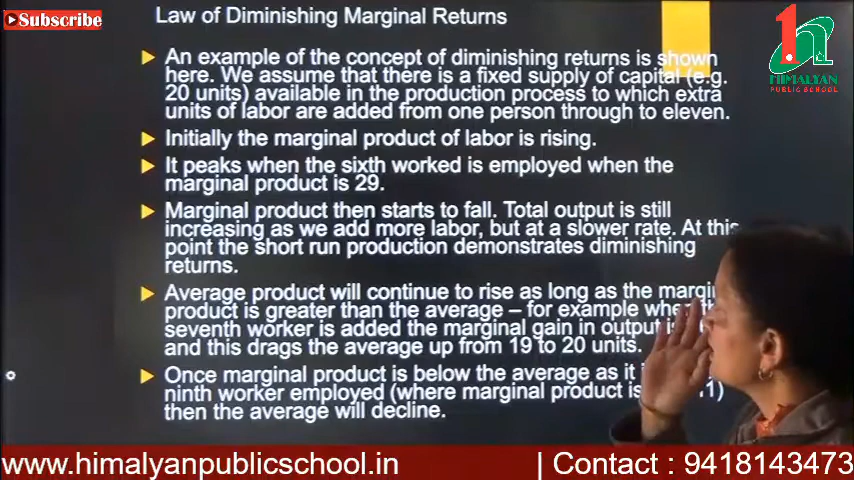 Subscribe
Law of Diminishing Marginal Returns
1h
HIMALYAN
PUBLIC SCHOOL
An example of the concept of diminishing returns is shown
here. We assume that there is a fixed supply of capital (e.g.
20 units) available in the production process to which extra
units of labor are added from one person through to eleven.
Initially the marginal product of labor is rising.
It peaks when the sixth worked is employed when the
marginal product is 29.
Marginal product then starts to fall. Total output is still
increasing as we add more labor, but at a slower rate. At this
point the short run production demonstrates diminishing
returns.
Average product will continue to rise as long as the
product is greater than the average – for example
seventh worker is added the marginal gain in output
and this drags the average up from 19 to 20 units.
Once marginal product is below the average as it
ninth worker employed (where marginal product is
then the average will decline.
www.himalyanpublicschool.in | Contact : 9418143473